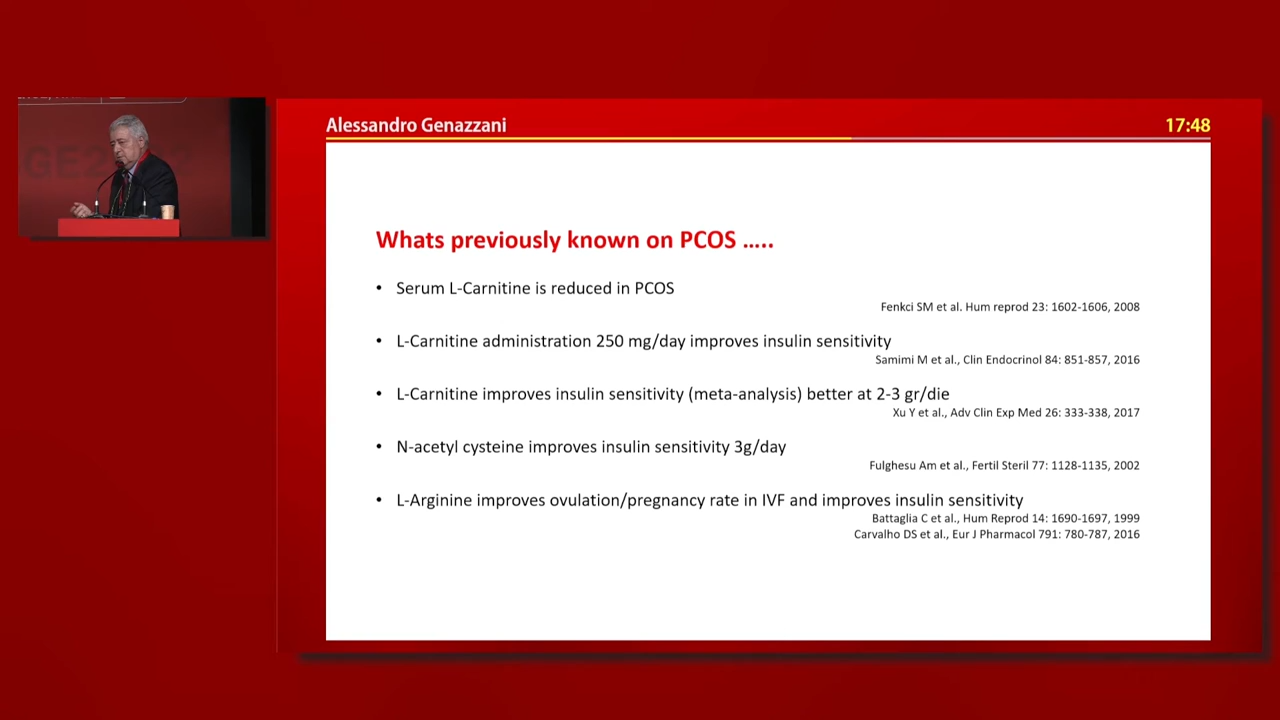 GE2
Alessandro Genazzani
17:48
Whats previously known on PCOS …..
• Serum L-Carnitine is reduced in PCOS
Fenkci SM et al. Hum reprod 23: 1602-1606, 2008
• L-Carnitine administration 250 mg/day improves insulin sensitivity
Samimi M et al., Clin Endocrinol 84: 851-857, 2016
• L-Carnitine improves insulin sensitivity (meta-analysis) better at 2-3 gr/die
Xu Y et al., Adv Clin Exp Med 26: 333-338, 2017
• N-acetyl cysteine improves insulin sensitivity 3g/day
Fulghesu Am et al., Fertil Steril 77: 1128-1135, 2002
• L-Arginine improves ovulation/pregnancy rate in IVF and improves insulin sensitivity
Battaglia C et al., Hum Reprod 14: 1690-1697, 1999
Carvalho DS et al., Eur J Pharmacol 791: 780-787, 2016